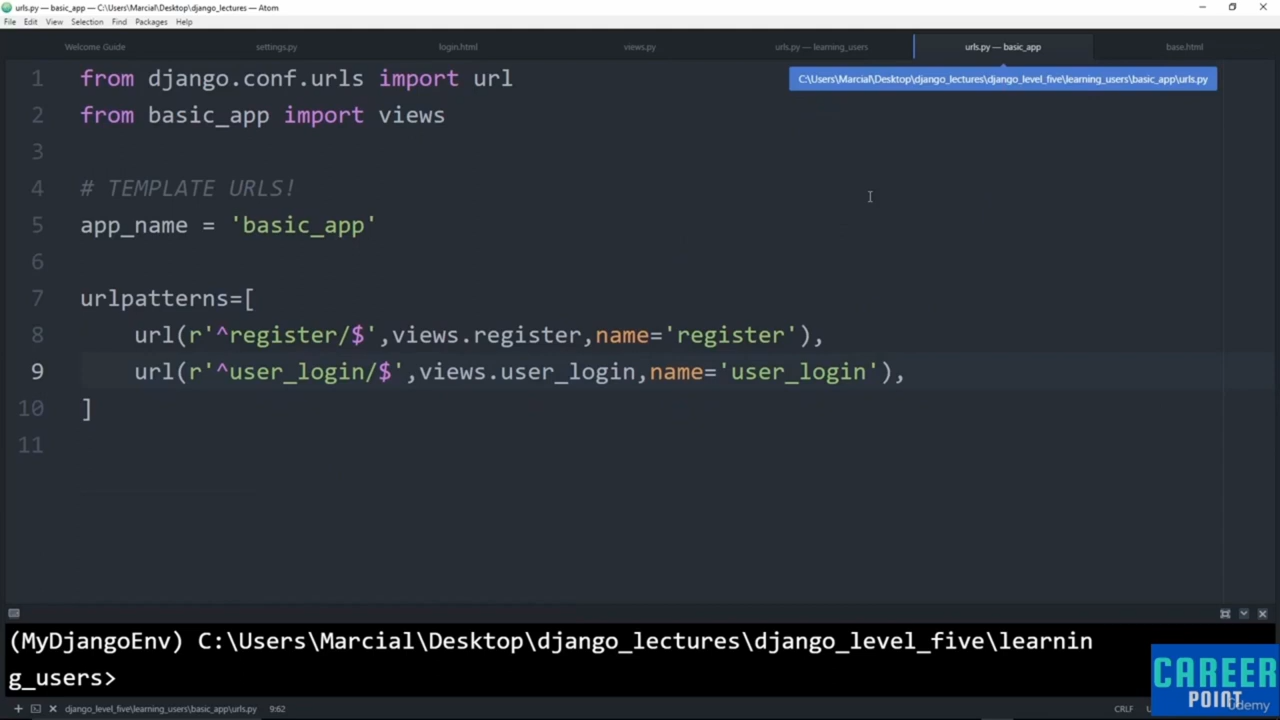 urls.py — basic_app — C:\Users\Marcial\Desktop\django_lectures — Atom
File Edit View Selection Find Packages Help
Welcome Guide settings.py login.html views.py urls.py — learning_users urls.py — basic_app base.html
C:\Users\Marcial\Desktop\django_lectures\django_level_five\learning_users\basic_app\urls.py
1 from django.conf.urls import url
2 from basic_app import views
3
4 # TEMPLATE URLS!
5 app_name = 'basic_app'
6
7 urlpatterns=[
8     url(r'^register/$',views.register,name='register'),
9     url(r'^user_login/$',views.user_login,name='user_login'),
10 ]
11
(MyDjangoEnv) C:\Users\Marcial\Desktop\django_lectures\django_level_five\learnin
g_users>
CAREER
POINT
udemy
django_level_five\learning_users\basic_app\urls.py 9:62 CRLF